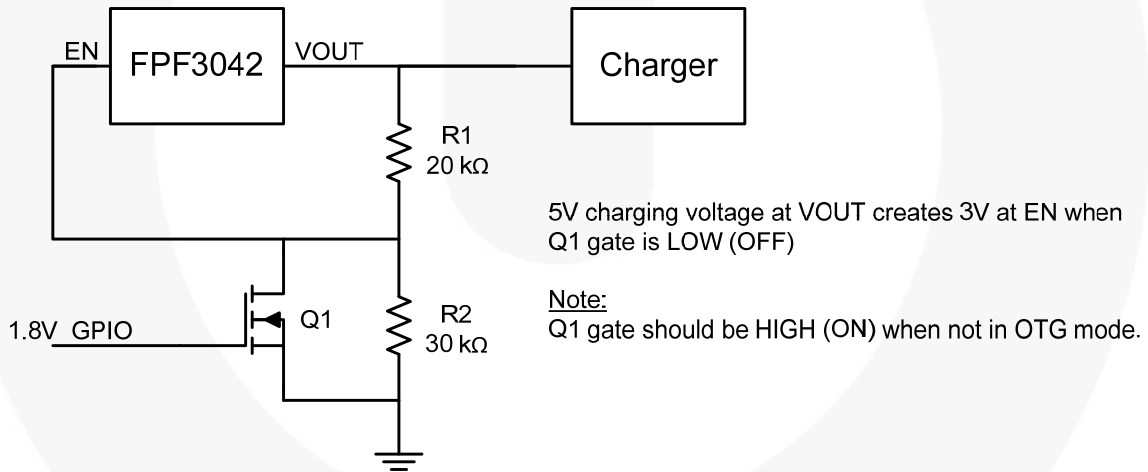 EN
FPF3042
VOUT
Charger
R1
20 kΩ
5V charging voltage at VOUT creates 3V at EN when
Q1 gate is LOW (OFF)
Note:
Q1 gate should be HIGH (ON) when not in OTG mode.
1.8V GPIO
Q1
R2
30 kΩ